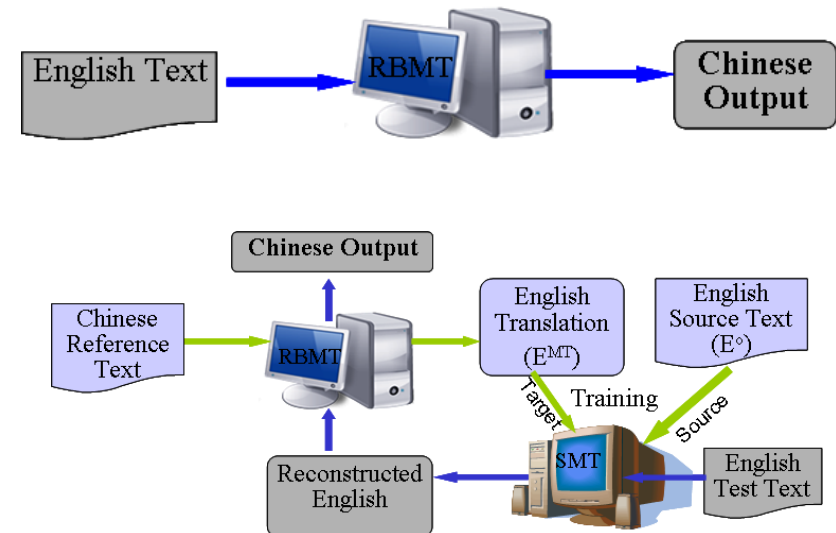 English Text
RBMT
Chinese
Output
Chinese Output
Chinese
Reference
Text
RBMT
English
Translation
(E^MT)
English
Source Text
(E°)
Target
Training
Source
Reconstructed
English
SMT
English
Test Text